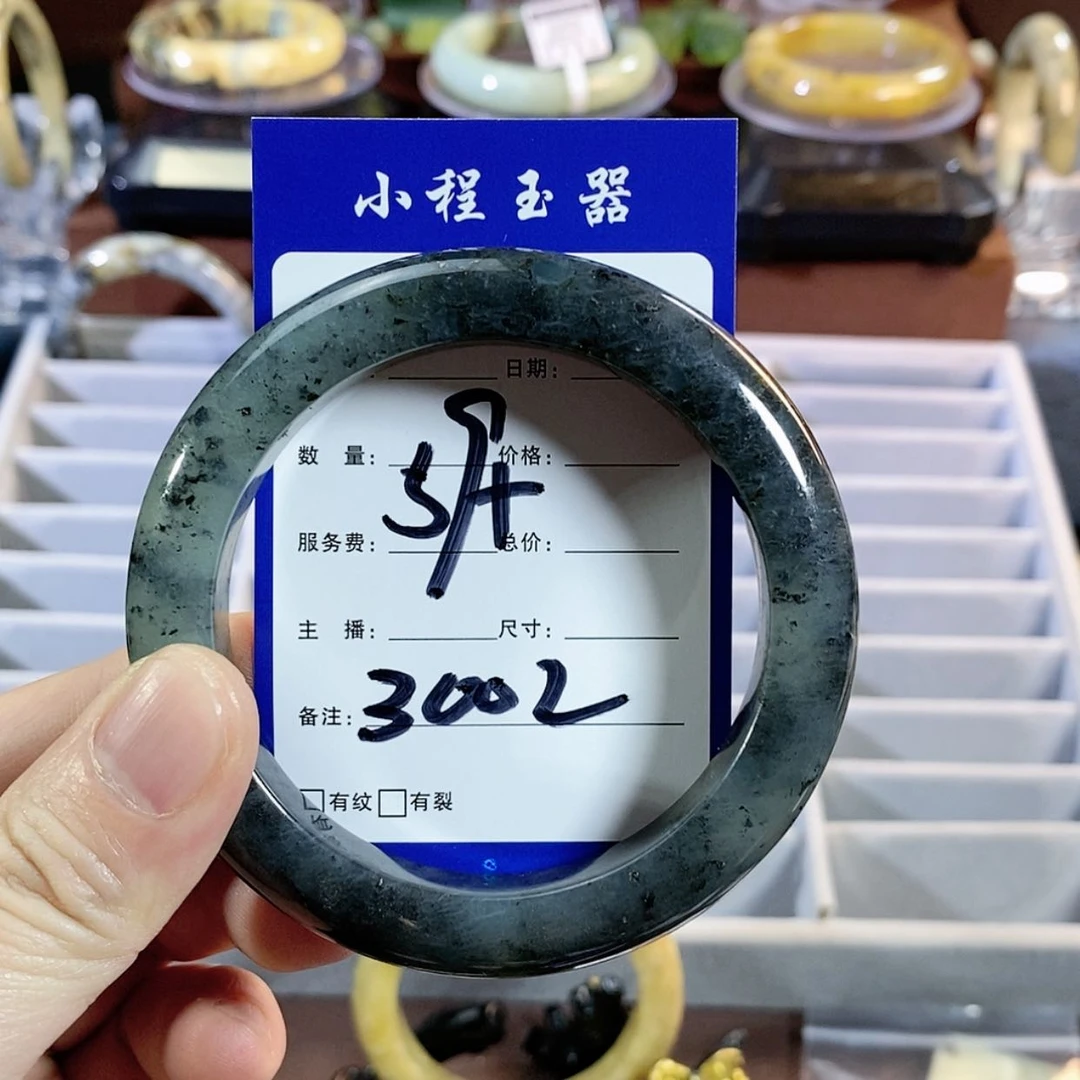 小程玉器
日期：
数 量： 价格：
服务费： 总价：
主 播： 尺寸：
备注：3002
□有纹 □有裂